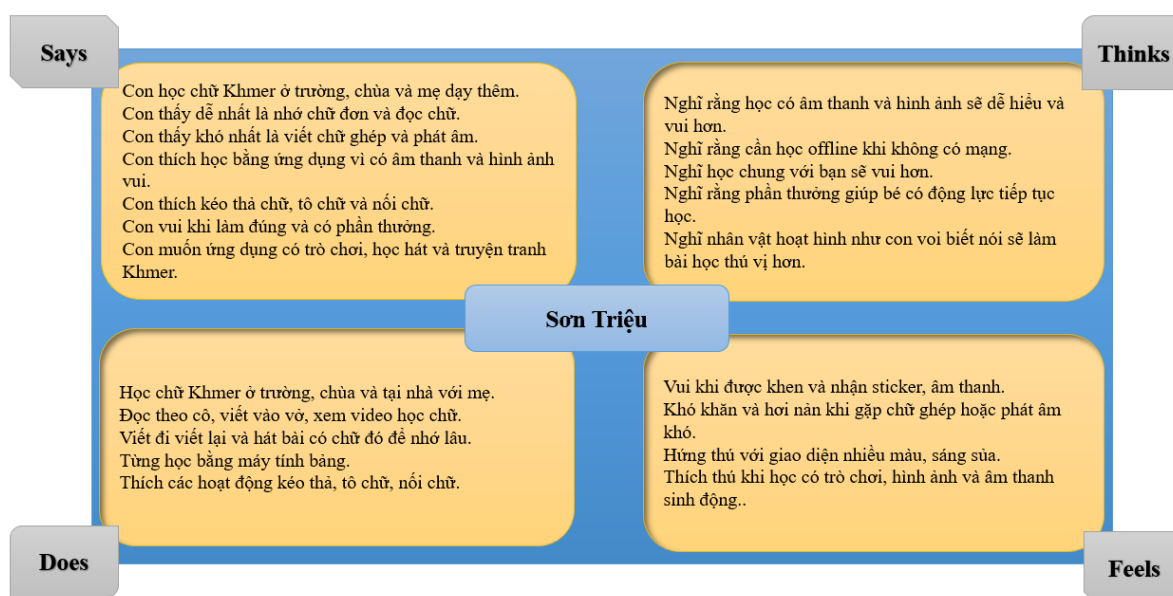 Says
Con học chữ Khmer ở trường, chùa và mẹ dạy thêm.
Con thấy dễ nhất là nhớ chữ đơn và đọc chữ.
Con thấy khó nhất là viết chữ ghép và phát âm.
Con thích học bằng ứng dụng vì có âm thanh và hình ảnh
vui.
Con thích kéo thả chữ, tô chữ và nối chữ.
Con vui khi làm đúng và có phần thưởng.
Con muốn ứng dụng có trò chơi, học hát và truyện tranh
Khmer.
Thinks
Nghĩ rằng học có âm thanh và hình ảnh sẽ dễ hiểu và
vui hơn.
Nghĩ rằng cần học offline khi không có mạng.
Nghĩ học chung với bạn sẽ vui hơn.
Nghĩ rằng phần thưởng giúp bé có động lực tiếp tục
học.
Nghĩ nhân vật hoạt hình như con voi biết nói sẽ làm
bài học thú vị hơn.
Sơn Triệu
Học chữ Khmer ở trường, chùa và tại nhà với mẹ.
Đọc theo cô, viết vào vở, xem video học chữ.
Viết đi viết lại và hát bài có chữ đó để nhớ lâu.
Từng học bằng máy tính bảng.
Thích các hoạt động kéo thả, tô chữ, nối chữ.
Does
Vui khi được khen và nhận sticker, âm thanh.
Khó khăn và hơi nản khi gặp chữ ghép hoặc phát âm
khó.
Hứng thú với giao diện nhiều màu, sáng sủa.
Thích thú khi học có trò chơi, hình ảnh và âm thanh
sinh động..
Feels